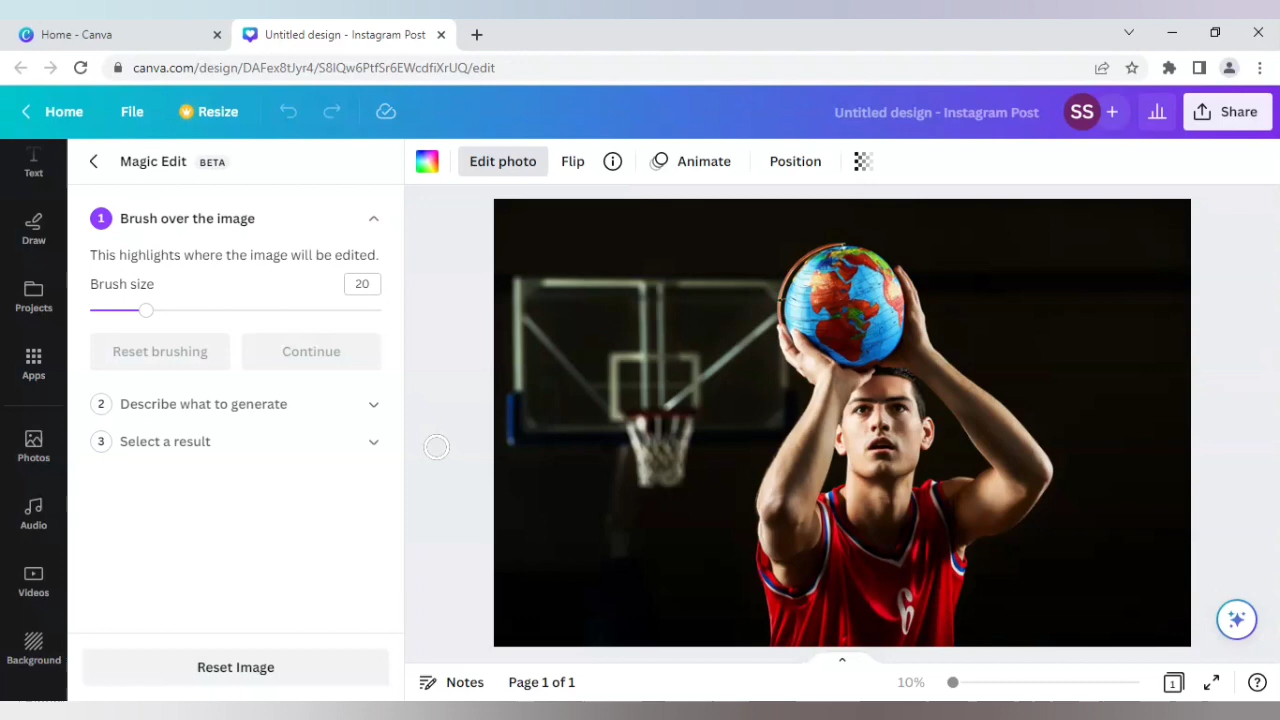 Home - Canva
Untitled design - Instagram Post
canva.com/design/DAFex8tJyr4/S8IQw6PtfSr6EWcdfiXrUQ/edit
Home File Resize
Untitled design - Instagram Post SS + Share
Text
Draw
Projects
Apps
Photos
Audio
Videos
Background
Magic Edit BETA
1 Brush over the image
This highlights where the image will be edited.
Brush size 20
Reset brushing Continue
2 Describe what to generate
3 Select a result
Reset Image
Edit photo Flip Animate Position
6
Notes Page 1 of 1 10% 1 ?